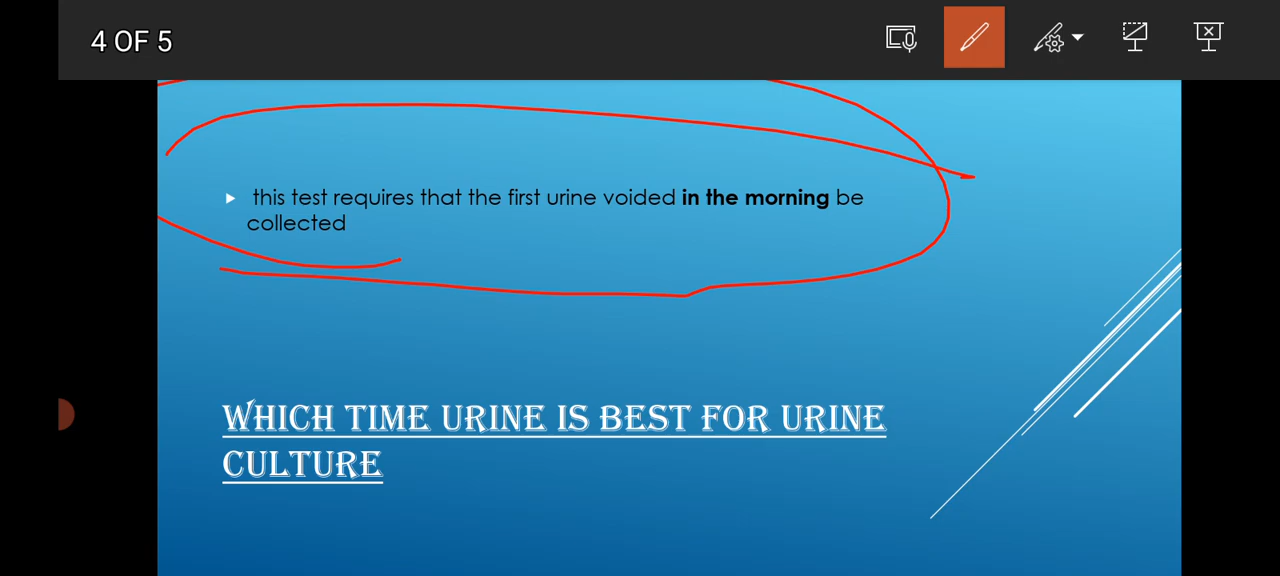 4 OF 5
this test requires that the first urine voided in the morning be
collected
WHICH TIME URINE IS BEST FOR URINE
CULTURE